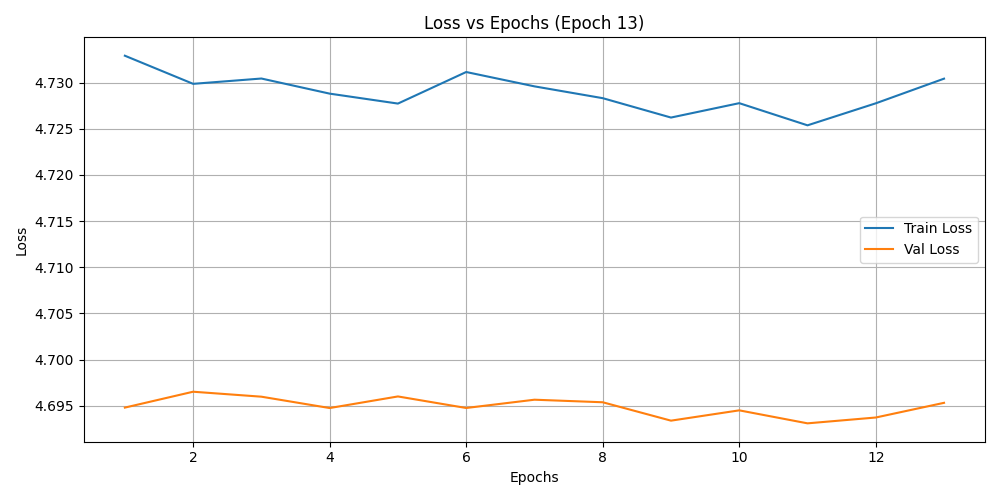 Loss vs Epochs (Epoch 13)
4.730
4.725
4.720
4.715
4.710
4.705
4.700
4.695
Loss
Train Loss
Val Loss
2 4 6 8 10 12
Epochs